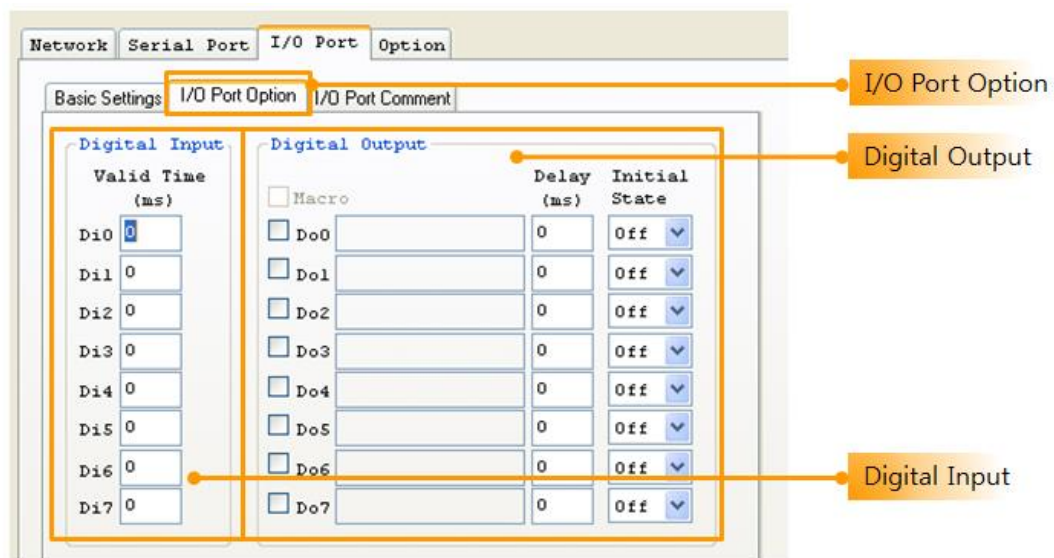 Network Serial Port I/O Port Option
Basic Settings I/O Port Option I/O Port Comment
I/O Port Option
Digital Input Digital Output
Digital Output
Valid Time Delay Initial
(ms) Macro (ms) State
Di0 0 Do0 0 Off
Di1 0 Do1 0 Off
Di2 0 Do2 0 Off
Di3 0 Do3 0 Off
Di4 0 Do4 0 Off
Di5 0 Do5 0 Off
Di6 0 Do6 0 Off
Digital Input
Di7 0 Do7 0 Off